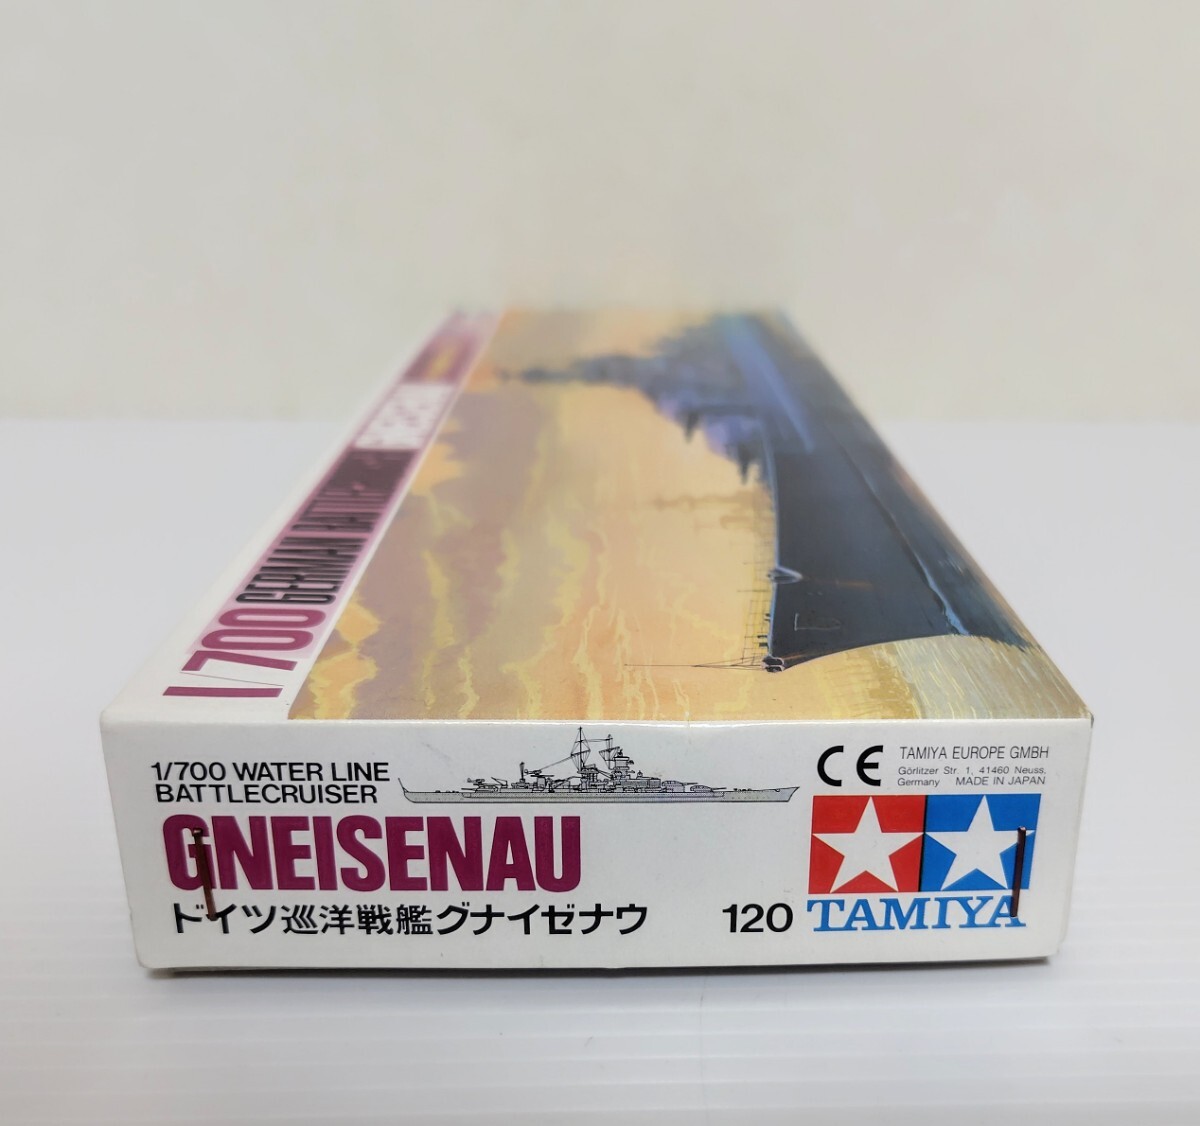 1/700 GERMAN BATTLE
1/700 WATER LINE
BATTLECRUISER
GNEISENAU
ドイツ巡洋戦艦グナイゼナウ
120
CE
TAMIYA EUROPE GMBH
Görlitzer Str. 1, 41460 Neuss,
Germany MADE IN JAPAN
TAMIYA